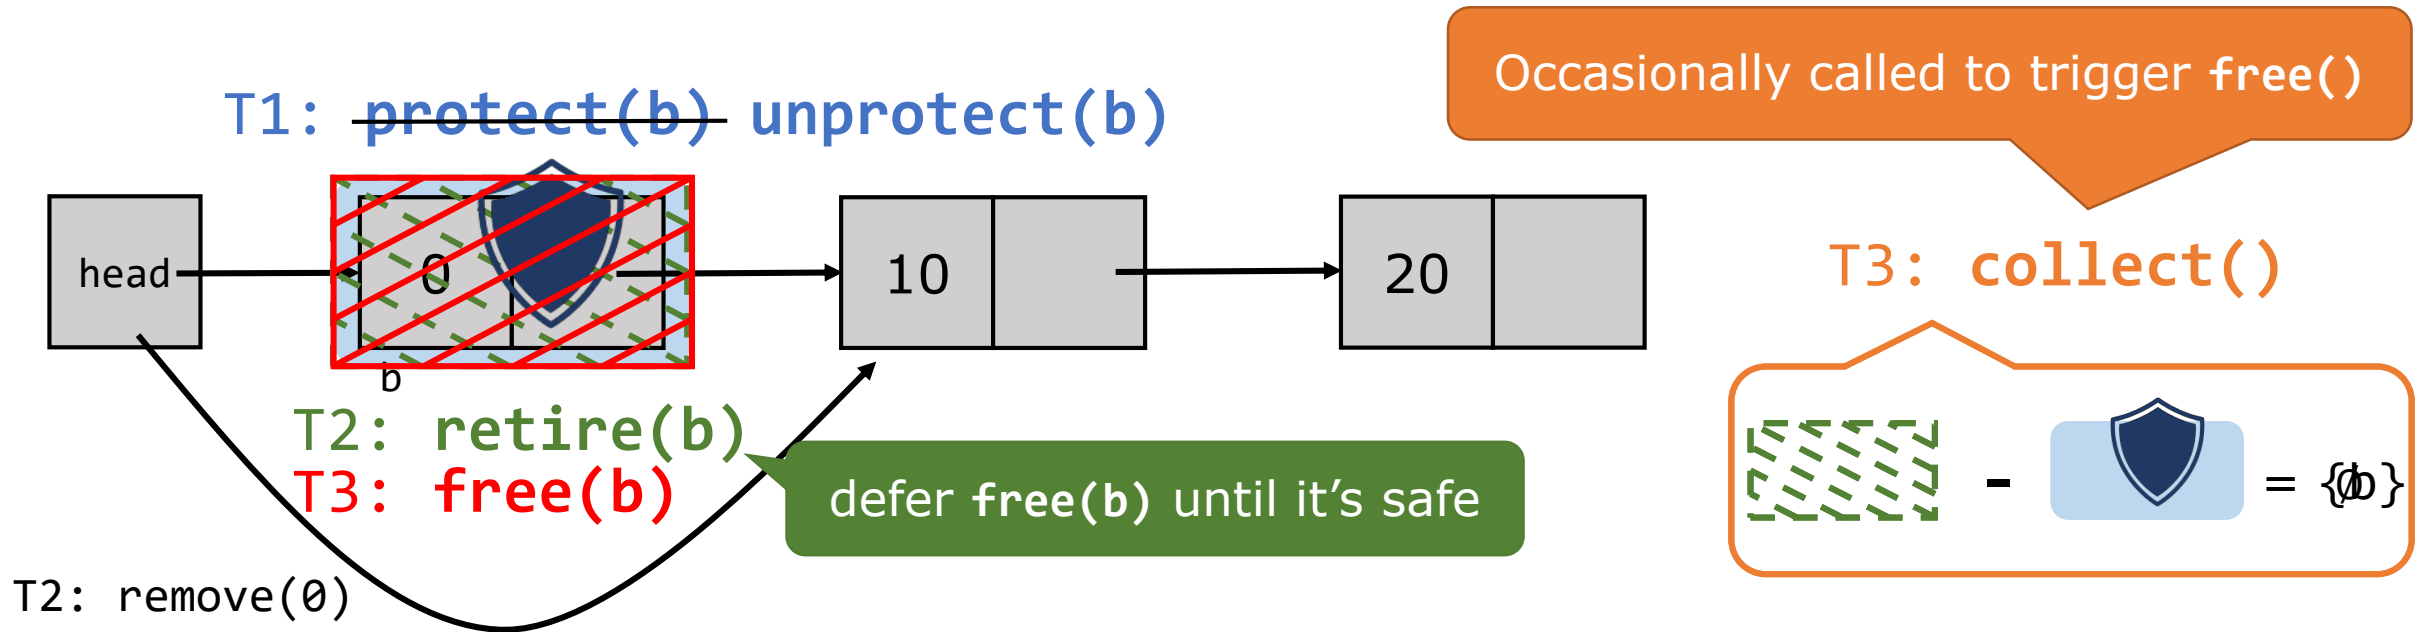 Occasionally called to trigger free()
T1: protect(b) unprotect(b)
head
0
10
20
T3: collect()
b
T2: retire(b)
T3: free(b)
defer free(b) until it's safe
- =
T2: remove(0)